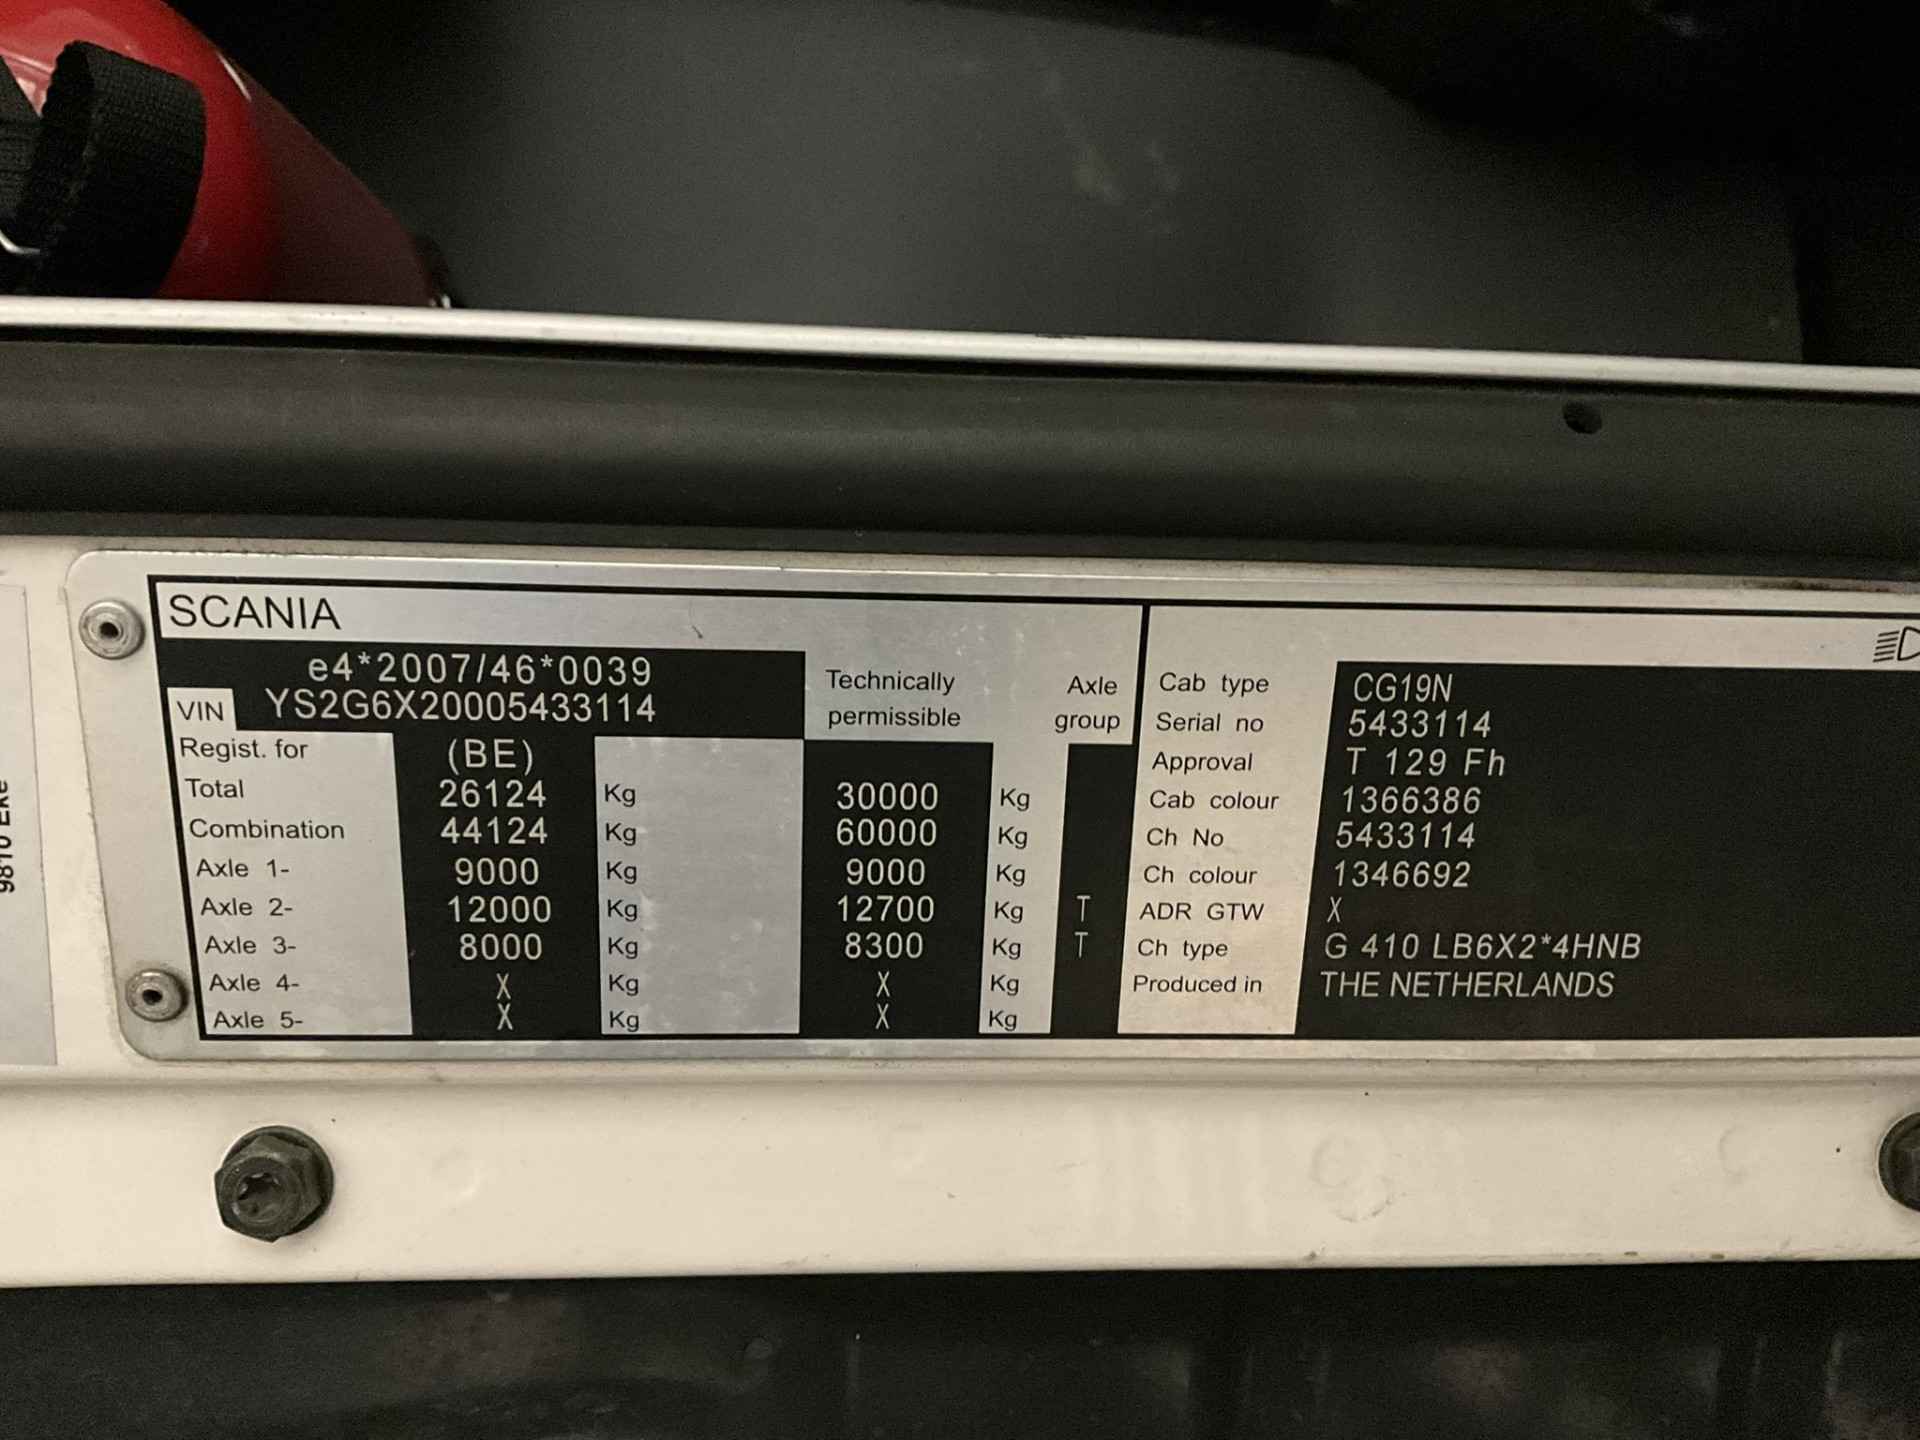 SCANIA
e4*2007/46*0039
VIN YS2G6X20005433114
Technically permissible
Axle group
Regist. for (BE)
Total 26124 Kg 30000 Kg
Combination 44124 Kg 60000 Kg
Axle 1- 9000 Kg 9000 Kg
Axle 2- 12000 Kg 12700 Kg T
Axle 3- 8000 Kg 8300 Kg T
Axle 4- X Kg X Kg
Axle 5- X Kg X Kg
Cab type CG19N
Serial no 5433114
Approval T 129 Fh
Cab colour 1366386
Ch No 5433114
Ch colour 1346692
ADR GTW X
Ch type G 410 LB6X2*4HNB
Produced in THE NETHERLANDS
9810 Eke